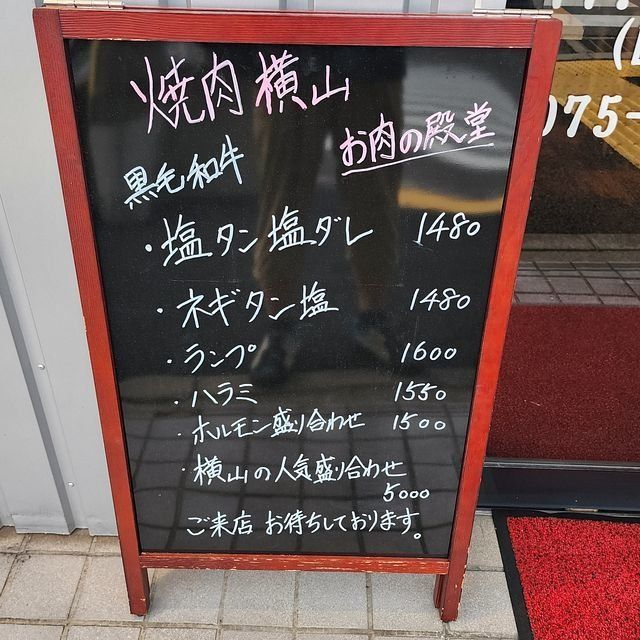 焼肉 横山
お肉の殿堂
黒毛和牛
・塩タン塩ダレ 1480
・ネギタン塩 1480
・ランプ 1600
・ハラミ 1550
・ホルモン盛り合わせ 1500
・横山の人気盛り合わせ
5000
ご来店 お待ちしております。
075-